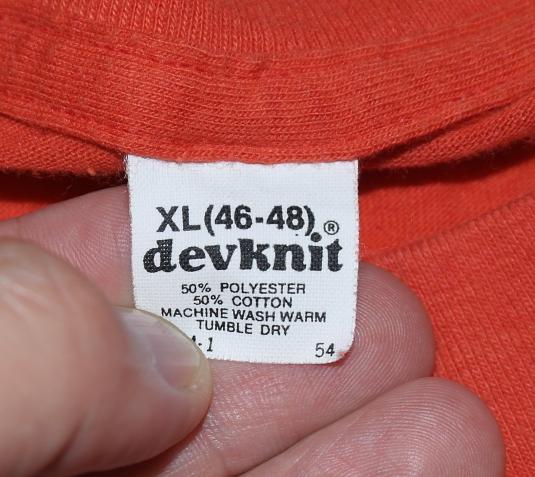 XL (46-48)
devknit®
50% POLYESTER
50% COTTON
MACHINE WASH WARM
TUMBLE DRY
54